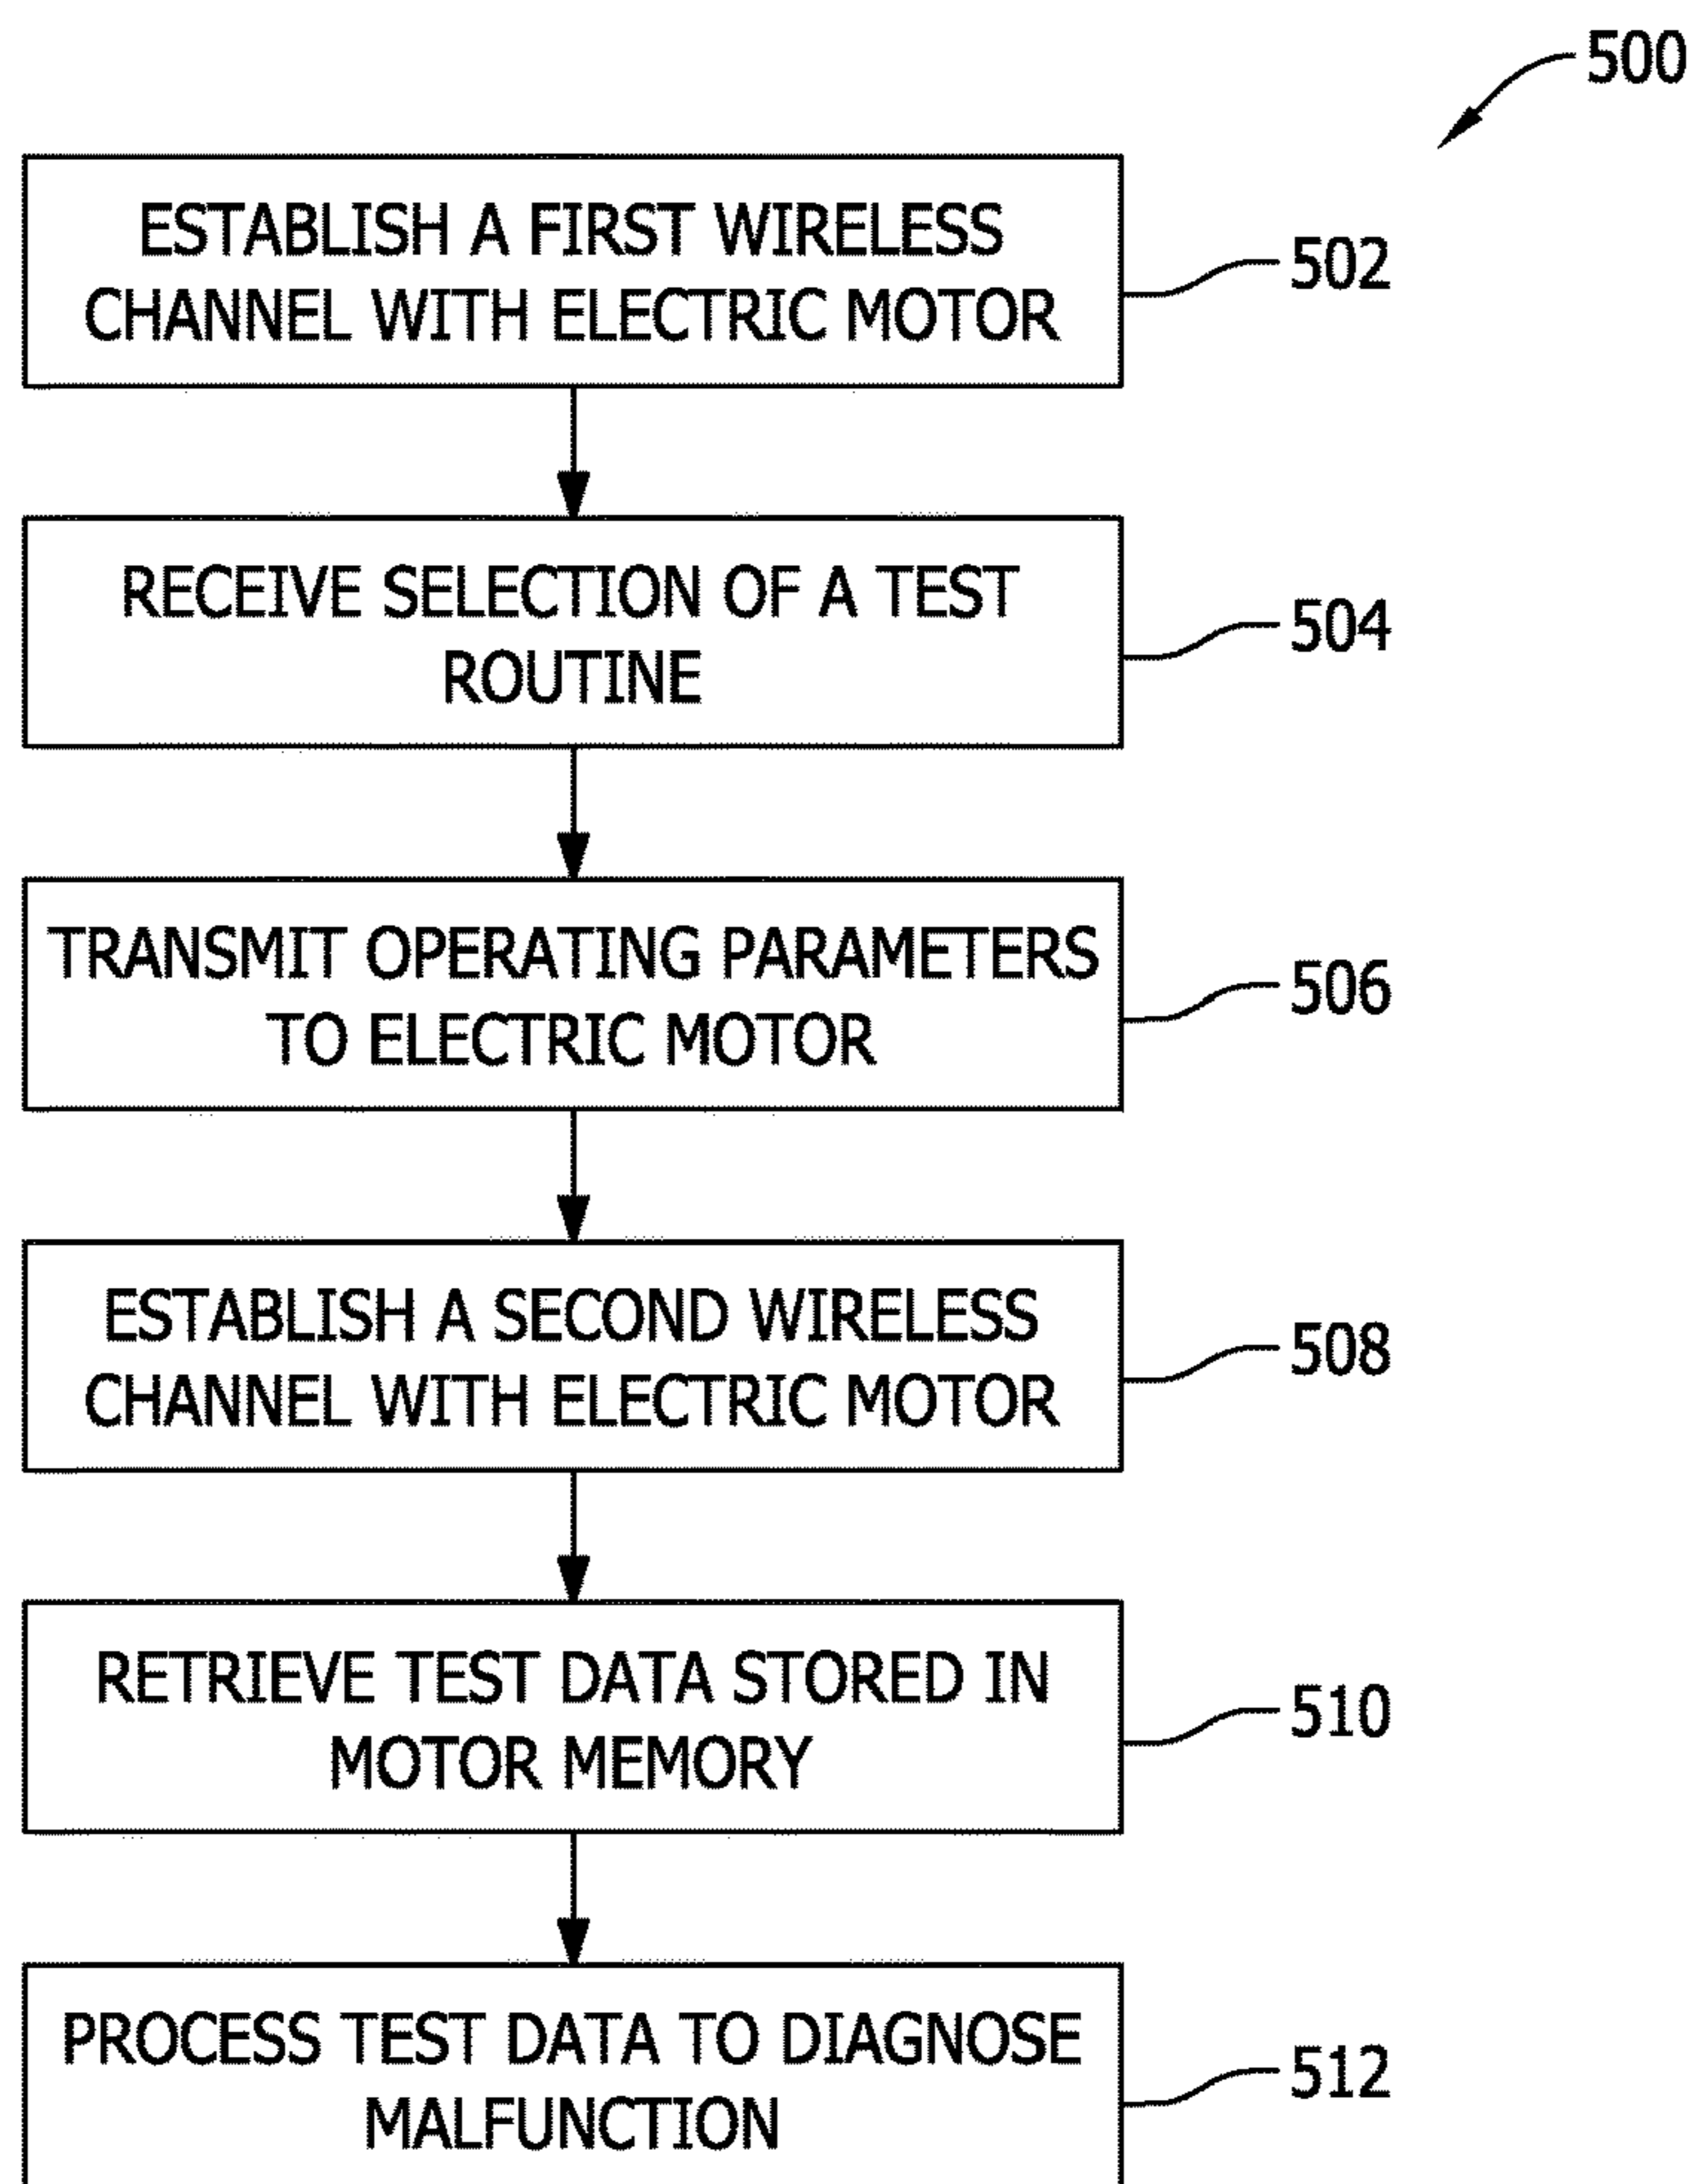 500
ESTABLISH A FIRST WIRELESS
CHANNEL WITH ELECTRIC MOTOR
502
RECEIVE SELECTION OF A TEST
ROUTINE
504
TRANSMIT OPERATING PARAMETERS
TO ELECTRIC MOTOR
506
ESTABLISH A SECOND WIRELESS
CHANNEL WITH ELECTRIC MOTOR
508
RETRIEVE TEST DATA STORED IN
MOTOR MEMORY
510
PROCESS TEST DATA TO DIAGNOSE
MALFUNCTION
512